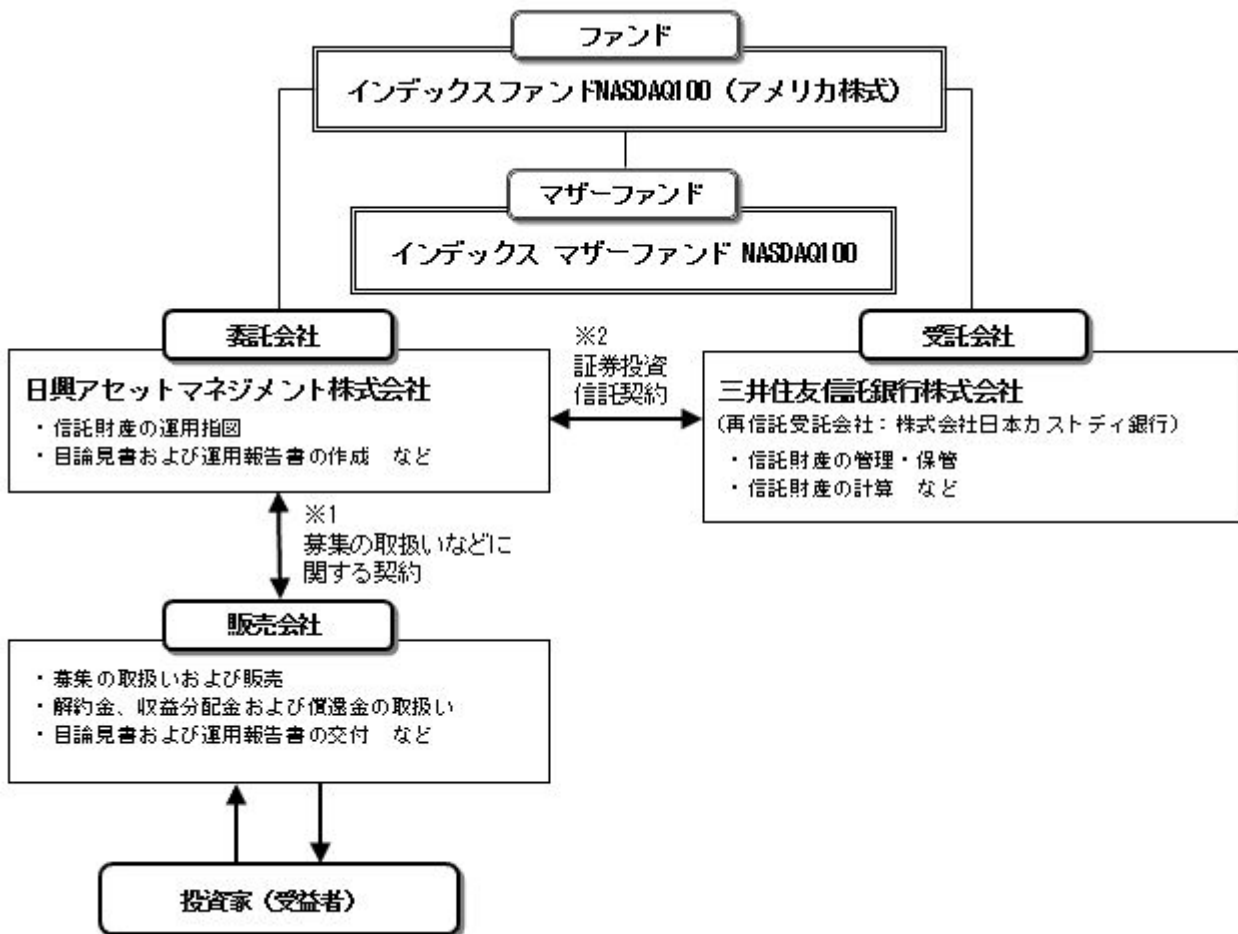 ファンド
インデックスファンドNASDAQ100（アメリカ株式）
マザーファンド
インデックス マザーファンド NASDAQ100
委託会社
日興アセットマネジメント株式会社
・信託財産の運用指図
・目論見書および運用報告書の作成　など
※2
証券投資
信託契約
受託会社
三井住友信託銀行株式会社
（再信託受託会社：株式会社日本カストディ銀行）
・信託財産の管理・保管
・信託財産の計算　など
※1
募集の取扱いなどに
関する契約
販売会社
・募集の取扱いおよび販売
・解約金、収益分配金および償還金の取扱い
・目論見書および運用報告書の交付　など
投資家（受益者）